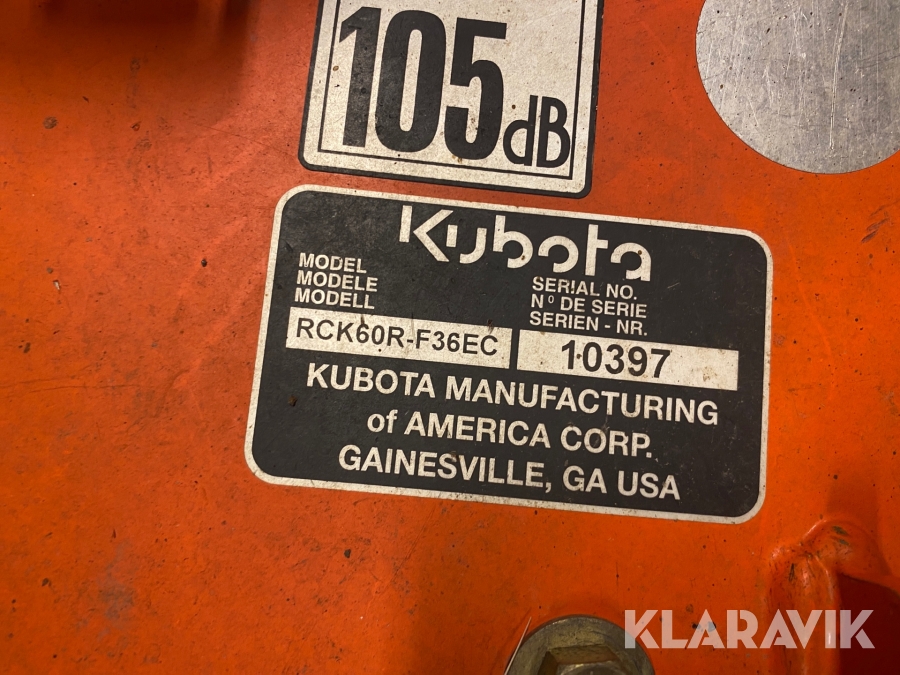 105dB
Kubota
MODEL
MODELE
MODELL
SERIAL NO.
N° DE SERIE
SERIEN - NR.
RCK60R-F36EC
10397
KUBOTA MANUFACTURING
of AMERICA CORP.
GAINESVILLE, GA USA
KLARAVIK